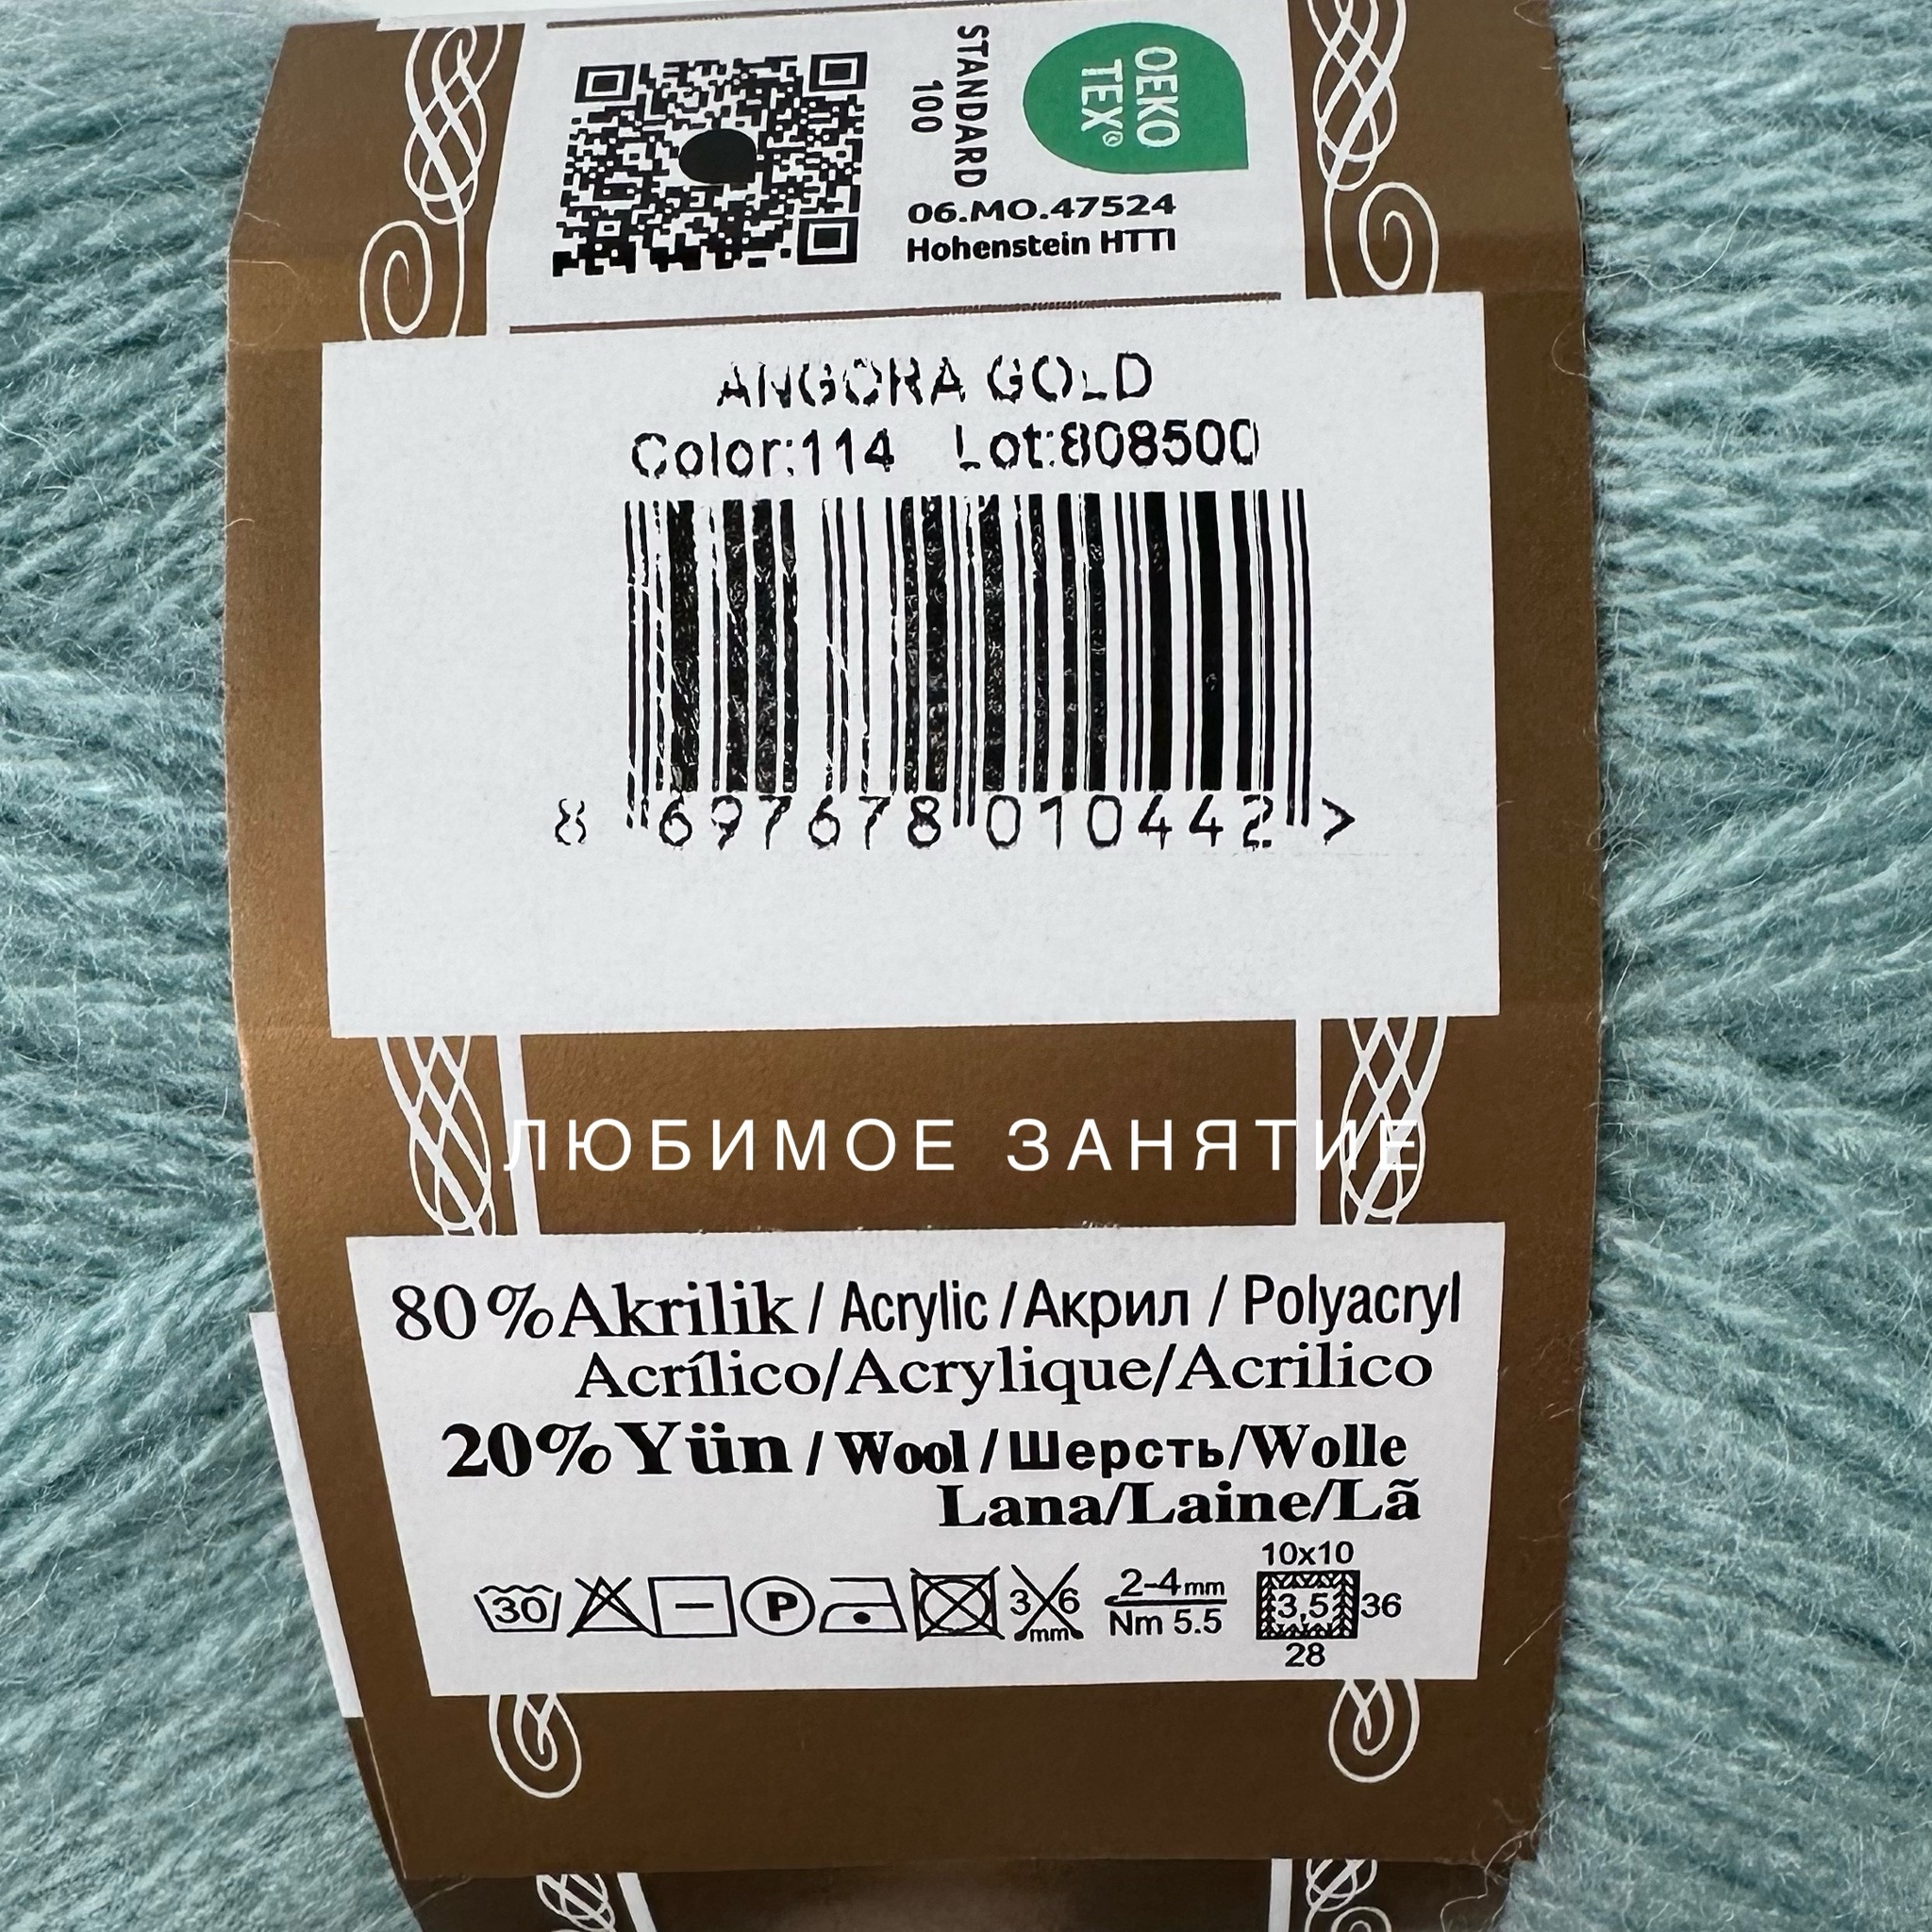 OEKO
TEX®
STANDARD
100
06.MO.47524
Hohenstein HTTI
ANGORA GOLD
Color:114 Lot:808500
8 697678 010442 >
ЛЮБИМОЕ ЗАНЯТИЕ
80%Akrilik / Acrylic / Акрил / Polyacryl
Acrílico/Acrylique/Acrilico
20%Yün / Wool / Шерсть/Wolle
Lana/Laine/Lã
10x10
30 P 3 6 mm 2-4mm 3,5 36
Nm 5.5
28